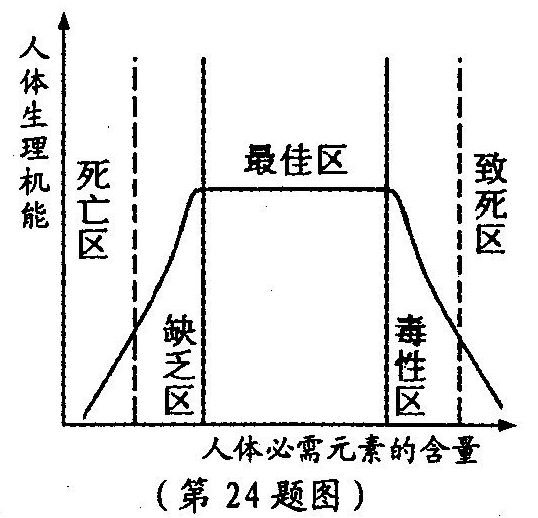 人体生理机能
死亡区
缺乏区
最佳区
毒性区
致死区
人体必需元素的含量
(第24题图)